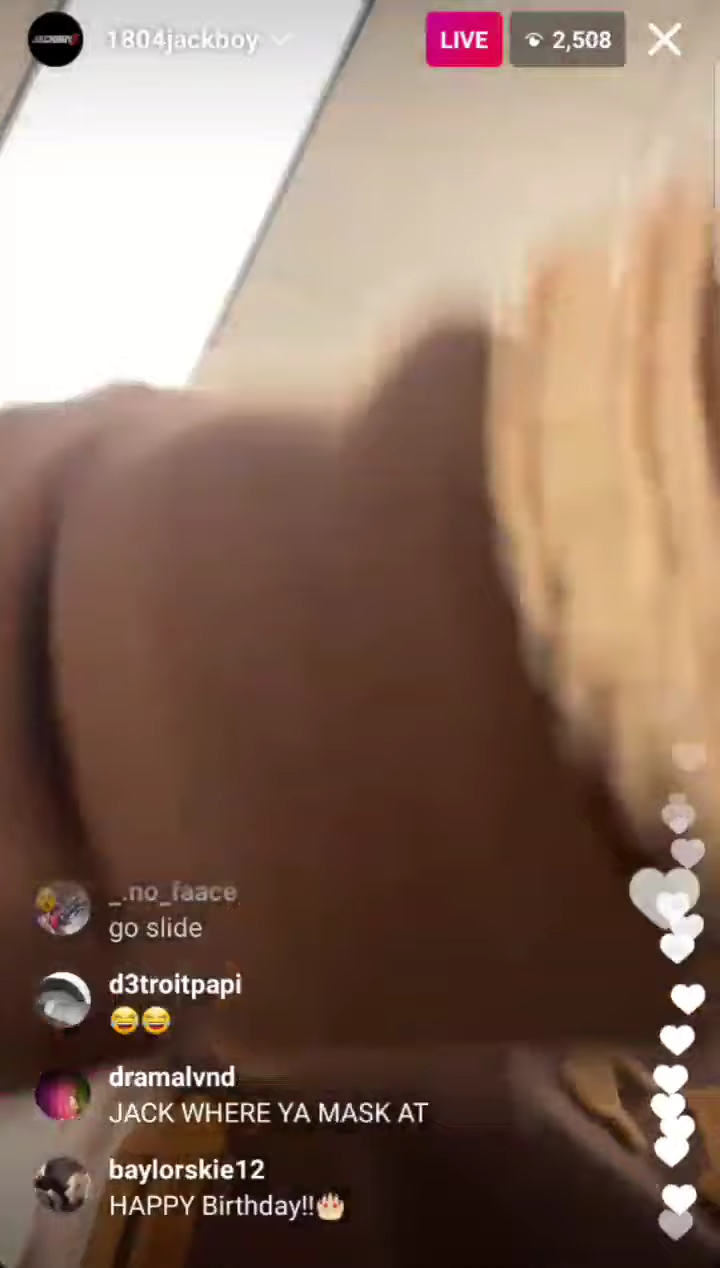 1804jackboy
LIVE
2,508
_.no_faace
go slide
d3troitpapi
😆😆
dramalvnd
JACK WHERE YA MASK AT
baylorskie12
HAPPY Birthday!!🎂